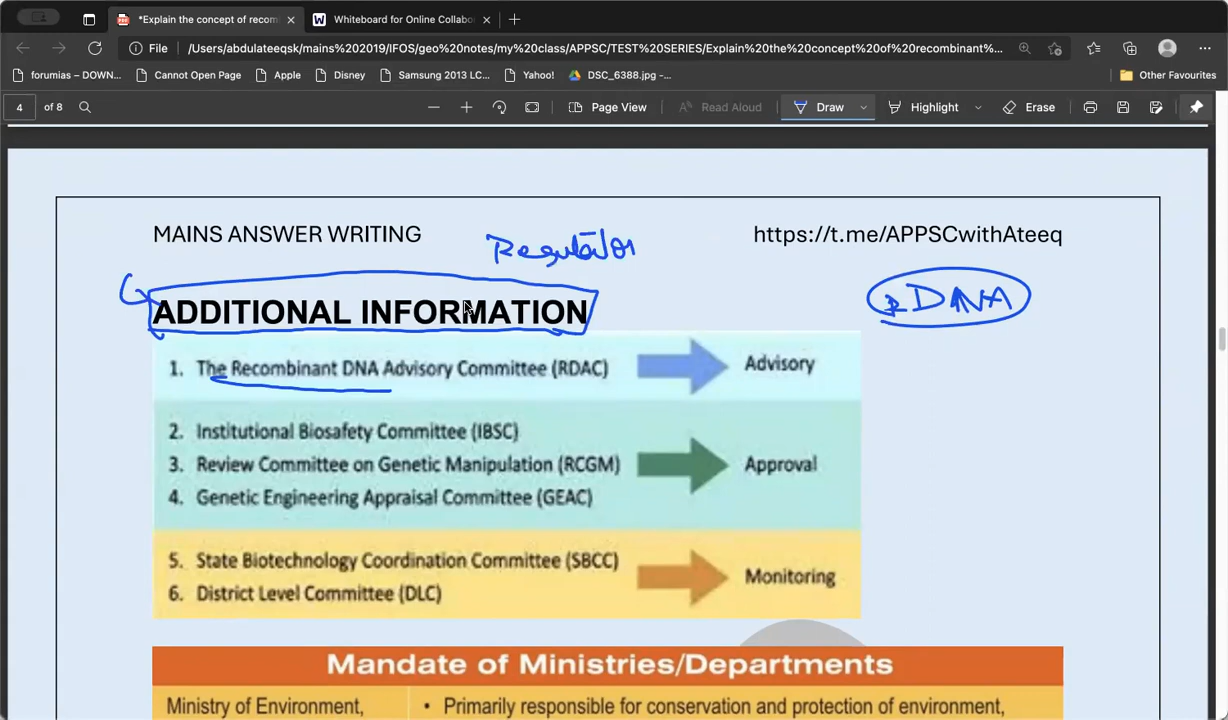 *Explain the concept of recom
Whiteboard for Online Collabo
File /Users/abdulateeqsk/mains%202019/IFOS/geo%20notes/my%20class/APPSC/TEST%20SERIES/Explain%20the%20concept%20of%20recombinant%...
forumias – DOWN... Cannot Open Page Apple Disney Samsung 2013 LC... Yahoo! DSC_6388.jpg -... Other Favourites
4 of 8 Page View Read Aloud Draw Highlight Erase
MAINS ANSWER WRITING https://t.me/APPSCwithAteeq
Regulator
ADDITIONAL INFORMATION
DNA
1. The Recombinant DNA Advisory Committee (RDAC) Advisory
2. Institutional Biosafety Committee (IBSC)
3. Review Committee on Genetic Manipulation (RCGM) Approval
4. Genetic Engineering Appraisal Committee (GEAC)
5. State Biotechnology Coordination Committee (SBCC) Monitoring
6. District Level Committee (DLC)
Mandate of Ministries/Departments
Ministry of Environment, • Primarily responsible for conservation and protection of environment,